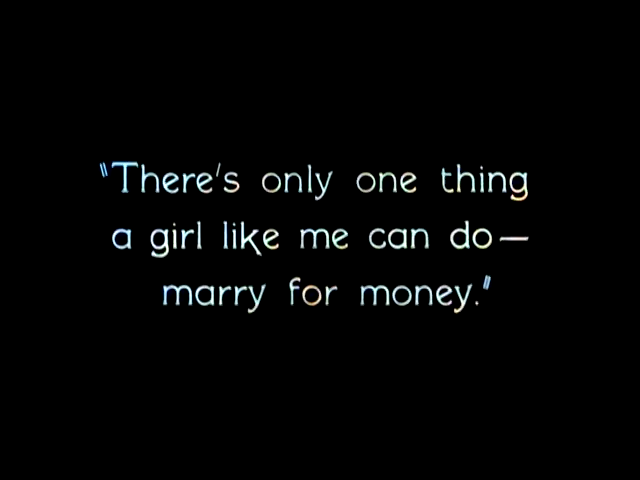 "There's only one thing
a girl like me can do—
marry for money."